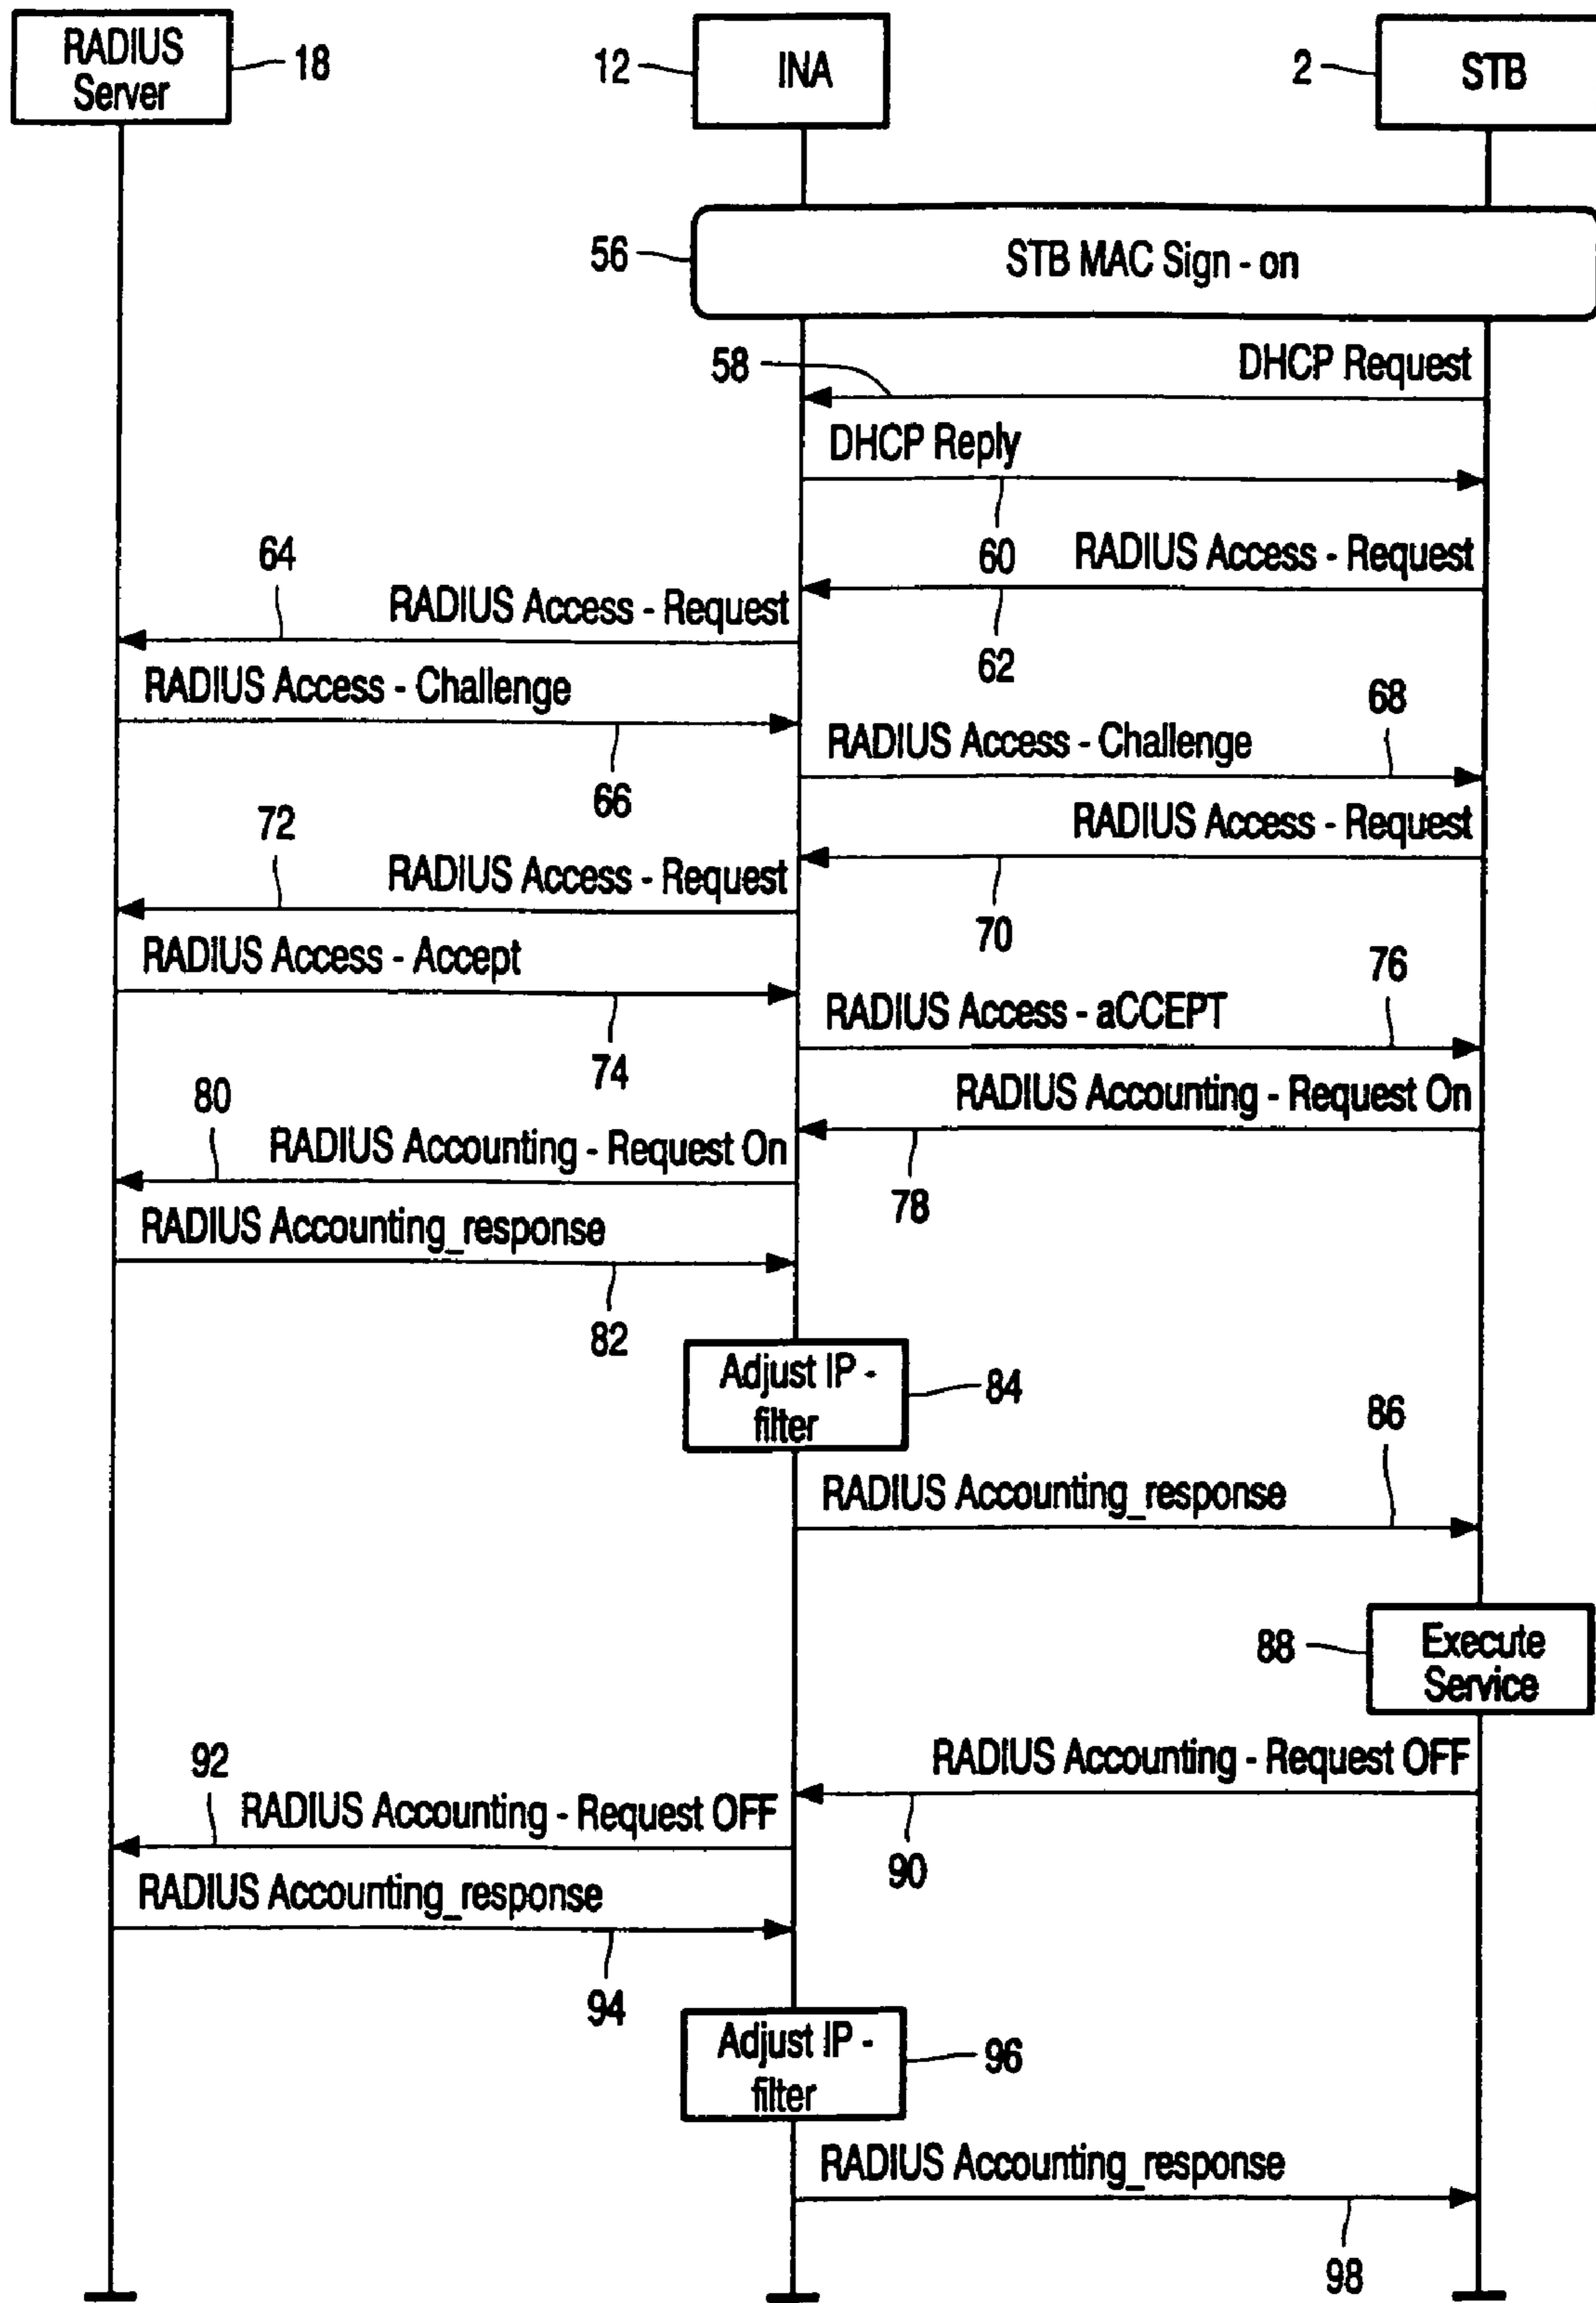 RADIUS
Server
18
12
INA
2
STB
56
STB MAC Sign - on
58
DHCP Request
DHCP Reply
60
RADIUS Access - Request
64
RADIUS Access - Request
62
RADIUS Access - Challenge
66
68
RADIUS Access - Challenge
72
RADIUS Access - Request
RADIUS Access - Request
70
RADIUS Access - Accept
74
76
RADIUS Access - aCCEPT
80
RADIUS Accounting - Request On
RADIUS Accounting - Request On
78
RADIUS Accounting_response
82
Adjust IP -
filter
84
86
RADIUS Accounting_response
88
Execute
Service
92
RADIUS Accounting - Request OFF
RADIUS Accounting - Request OFF
90
RADIUS Accounting_response
94
Adjust IP -
filter
96
RADIUS Accounting_response
98